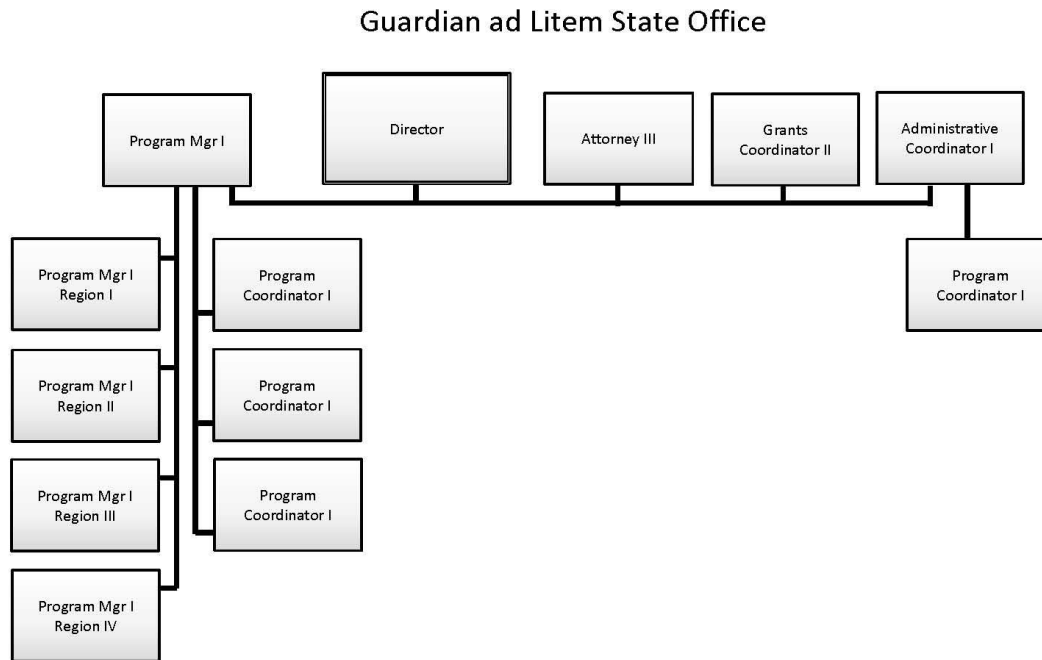 Guardian ad Litem State Office
Program Mgr I
Director
Attorney III
Grants
Coordinator II
Administrative
Coordinator I
Program Mgr I
Region I
Program
Coordinator I
Program
Coordinator I
Program Mgr I
Region II
Program
Coordinator I
Program Mgr I
Region III
Program
Coordinator I
Program Mgr I
Region IV